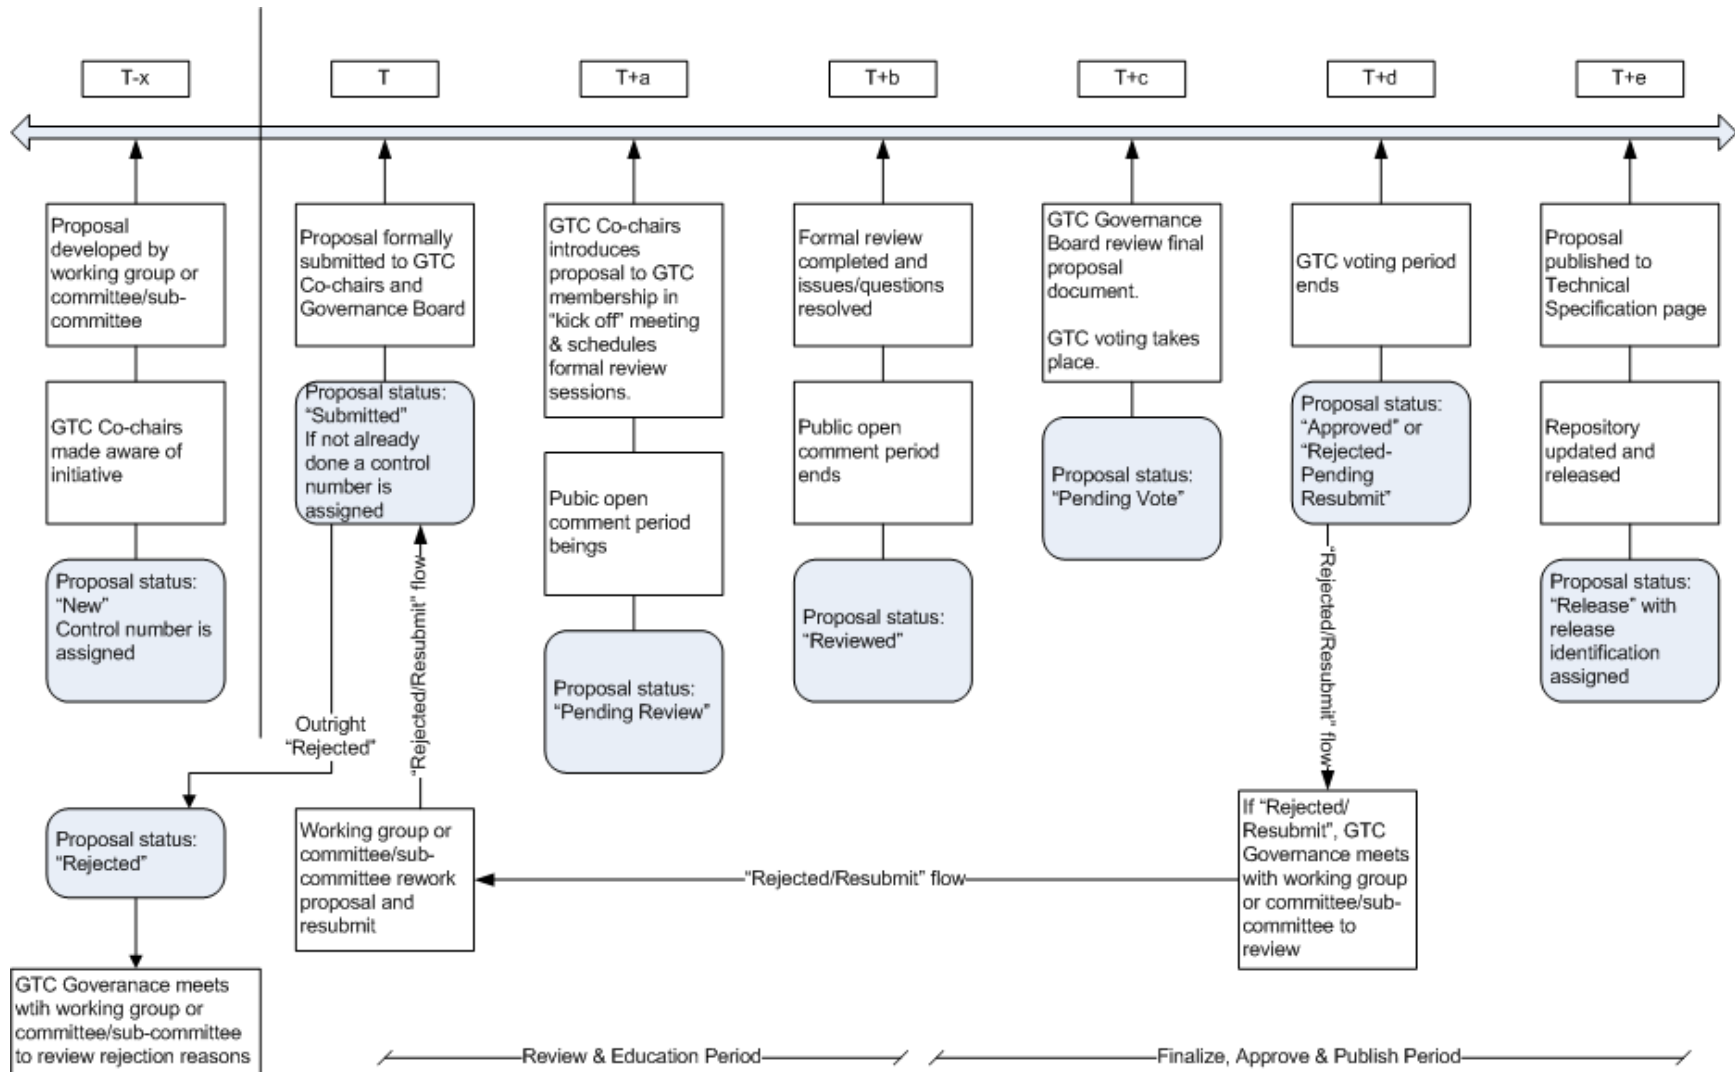 T-x
T
T+a
T+b
T+c
T+d
T+e
Proposal
developed by
working group or
committee/sub-
committee
GTC Co-chairs
made aware of
initiative
Proposal status:
“New”
Control number is
assigned
Proposal formally
submitted to GTC
Co-chairs and
Governance Board
Proposal status:
“Submitted”
If not already
done a control
number is
assigned
GTC Co-chairs
introduces
proposal to GTC
membership in
“kick off” meeting
& schedules
formal review
sessions.
Pubic open
comment period
beings
Proposal status:
“Pending Review”
Formal review
completed and
issues/questions
resolved
Public open
comment period
ends
Proposal status:
“Reviewed”
GTC Governance
Board review final
proposal
document.
GTC voting takes
place.
Proposal status:
“Pending Vote”
GTC voting period
ends
Proposal status:
“Approved” or
“Rejected-
Pending
Resubmit”
Proposal
published to
Technical
Specification page
Repository
updated and
released
Proposal status:
“Release” with
release
identification
assigned
Outright
“Rejected”
“Rejected/Resubmit” flow
“Rejected/Resubmit” flow
Proposal status:
“Rejected”
Working group or
committee/sub-
committee rework
proposal and
resubmit
“Rejected/Resubmit” flow
If “Rejected/
Resubmit”, GTC
Governance meets
with working group
or committee/sub-
committee to
review
GTC Goveranace meets
wtih working group or
committee/sub-committee
to review rejection reasons
Review & Education Period
Finalize, Approve & Publish Period